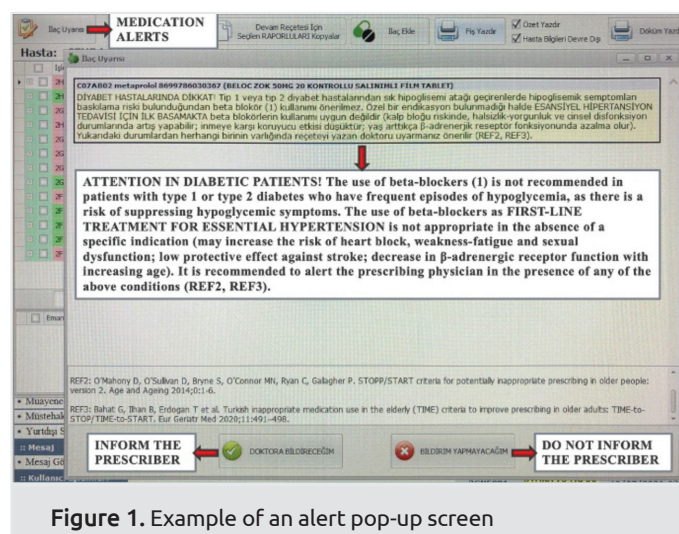 İlaç Uyarısı
MEDICATION
ALERTS
Devam Reçetesi İçin
Seçilen RAPORLULARI Kopyalar
İlaç Ekle
Fiş Yazdır
Özet Yazdır
Hasta Bilgileri Devre Dışı
Döküm Yazdır
Hasta:
İlaç Uyarısı
C07AB02 metaprolol 8699786030367 (BELOC ZOK 50MG 20 KONTROLLU SALINIMLI FİLM TABLET)
DİYABET HASTALARINDA DİKKAT! Tip 1 veya tip 2 diyabet hastalarından sık hipoglisemi atağı geçirenlerde hipoglisemik semptomları
baskılama riski bulunduğundan beta blokör (1) kullanımı önerilmez. Özel bir endikasyon bulunmadığı halde ESANSİYEL HİPERTANSİYON
TEDAVİSİ İÇİN İLK BASAMAKTA beta blokörlerin kullanımı uygun değildir (kalp bloğu riskinde, halsizlik-yorgunluk ve cinsel disfonksiyon
durumlarında artış yapabilir; inmeye karşı koruyucu etkisi düşüktür; yaş arttıkça β-adrenerjik reseptör fonksiyonunda azalma olur).
Yukarıdaki durumlardan herhangi birinin varlığında reçeteyi yazan doktoru uyarmanız önerilir (REF2, REF3).
ATTENTION IN DIABETIC PATIENTS! The use of beta-blockers (1) is not recommended in
patients with type 1 or type 2 diabetes who have frequent episodes of hypoglycemia, as there is a
risk of suppressing hypoglycemic symptoms. The use of beta-blockers as FIRST-LINE
TREATMENT FOR ESSENTIAL HYPERTENSION is not appropriate in the absence of a
specific indication (may increase the risk of heart block, weakness-fatigue and sexual
dysfunction; low protective effect against stroke; decrease in β-adrenergic receptor function with
increasing age). It is recommended to alert the prescribing physician in the presence of any of the
above conditions (REF2, REF3).
REF2: O'Mahony D, O'Sullivan D, Bryne S, O'Connor MN, Ryan C, Gallagher P. STOPP/START criteria for potentially inappropriate prescribing in older people:
version 2. Age and Ageing 2014;0:1-6.
REF3: Bahat G, Ilhan B, Erdogan T et al. Turkish inappropriate medication use in the elderly (TIME) criteria to improve prescribing in older adults: TIME-to-
STOP/TIME-to-START. Eur Geriatr Med 2020;11:491-498.
• Muayene
• Müstehak
• Yurtdışı
:: Mesaj
• Mesaj
:: Kullanıc
INFORM THE
PRESCRIBER
DOKTORA BİLDİRECEĞİM
BİLDİRİM YAPMAYACAĞIM
DO NOT INFORM
THE PRESCRIBER
Figure 1. Example of an alert pop-up screen